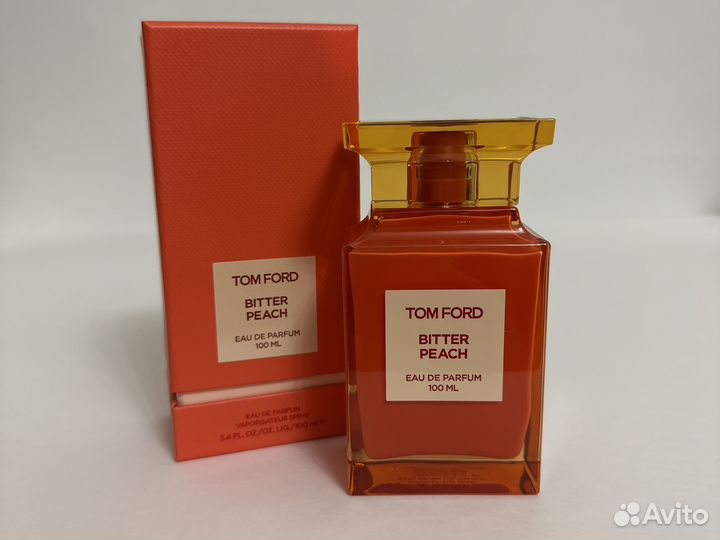 TOM FORD
BITTER
PEACH
EAU DE PARFUM
100 ML
EAU DE PARFUM
VAPORISATEUR SPRAY
3.4 FL. OZ./OZ. LIQ./100 ml ℮
TOM FORD
BITTER
PEACH
EAU DE PARFUM
100 ML
Avito